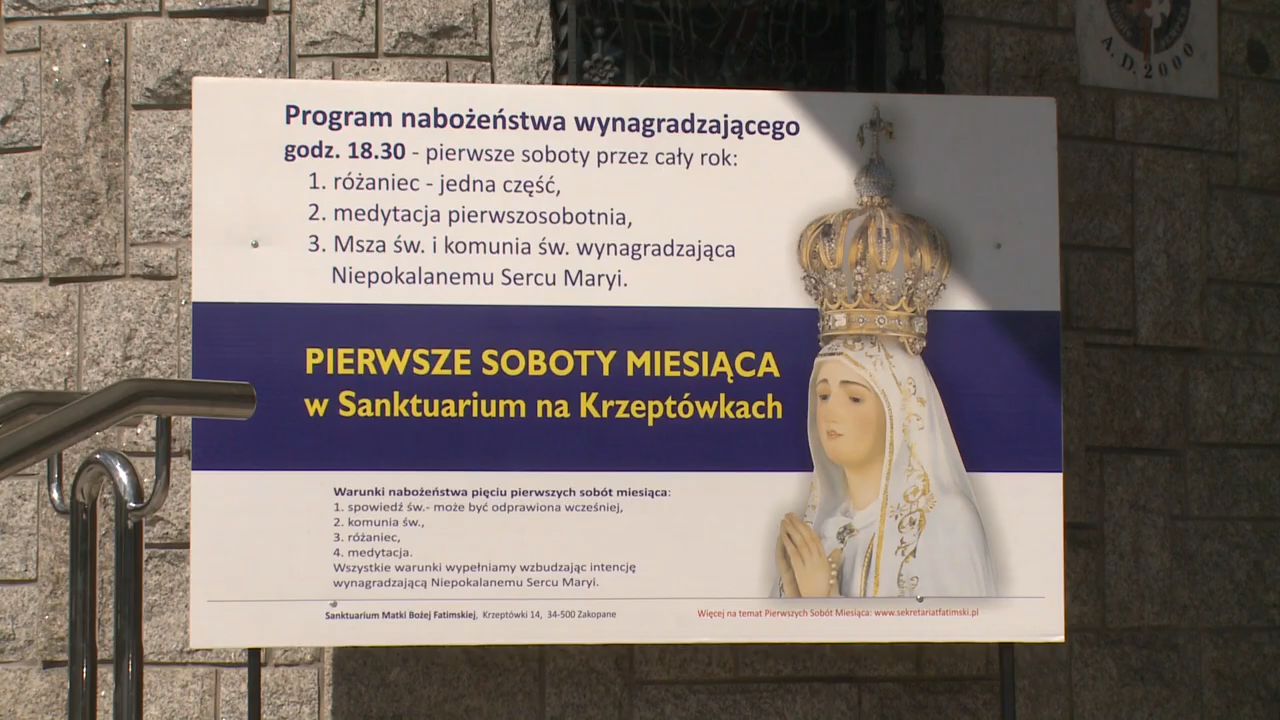 A. D. 2000
Program nabożeństwa wynagradzającego
godz. 18.30 - pierwsze soboty przez cały rok:
1. różaniec - jedna część,
2. medytacja pierwszosobotnia,
3. Msza św. i komunia św. wynagradzająca
Niepokalanemu Sercu Maryi.
PIERWSZE SOBOTY MIESIĄCA
w Sanktuarium na Krzeptówkach
Warunki nabożeństwa pięciu pierwszych sobót miesiąca:
1. spowiedź św.- może być odprawiona wcześniej,
2. komunia św.,
3. różaniec,
4. medytacja.
Wszystkie warunki wypełniamy wzbudzając intencję
wynagradzającą Niepokalanemu Sercu Maryi.
Sanktuarium Matki Bożej Fatimskiej, Krzeptówki 14, 34-500 Zakopane
Więcej na temat Pierwszych Sobót Miesiąca: www.sekretariatfatimski.pl